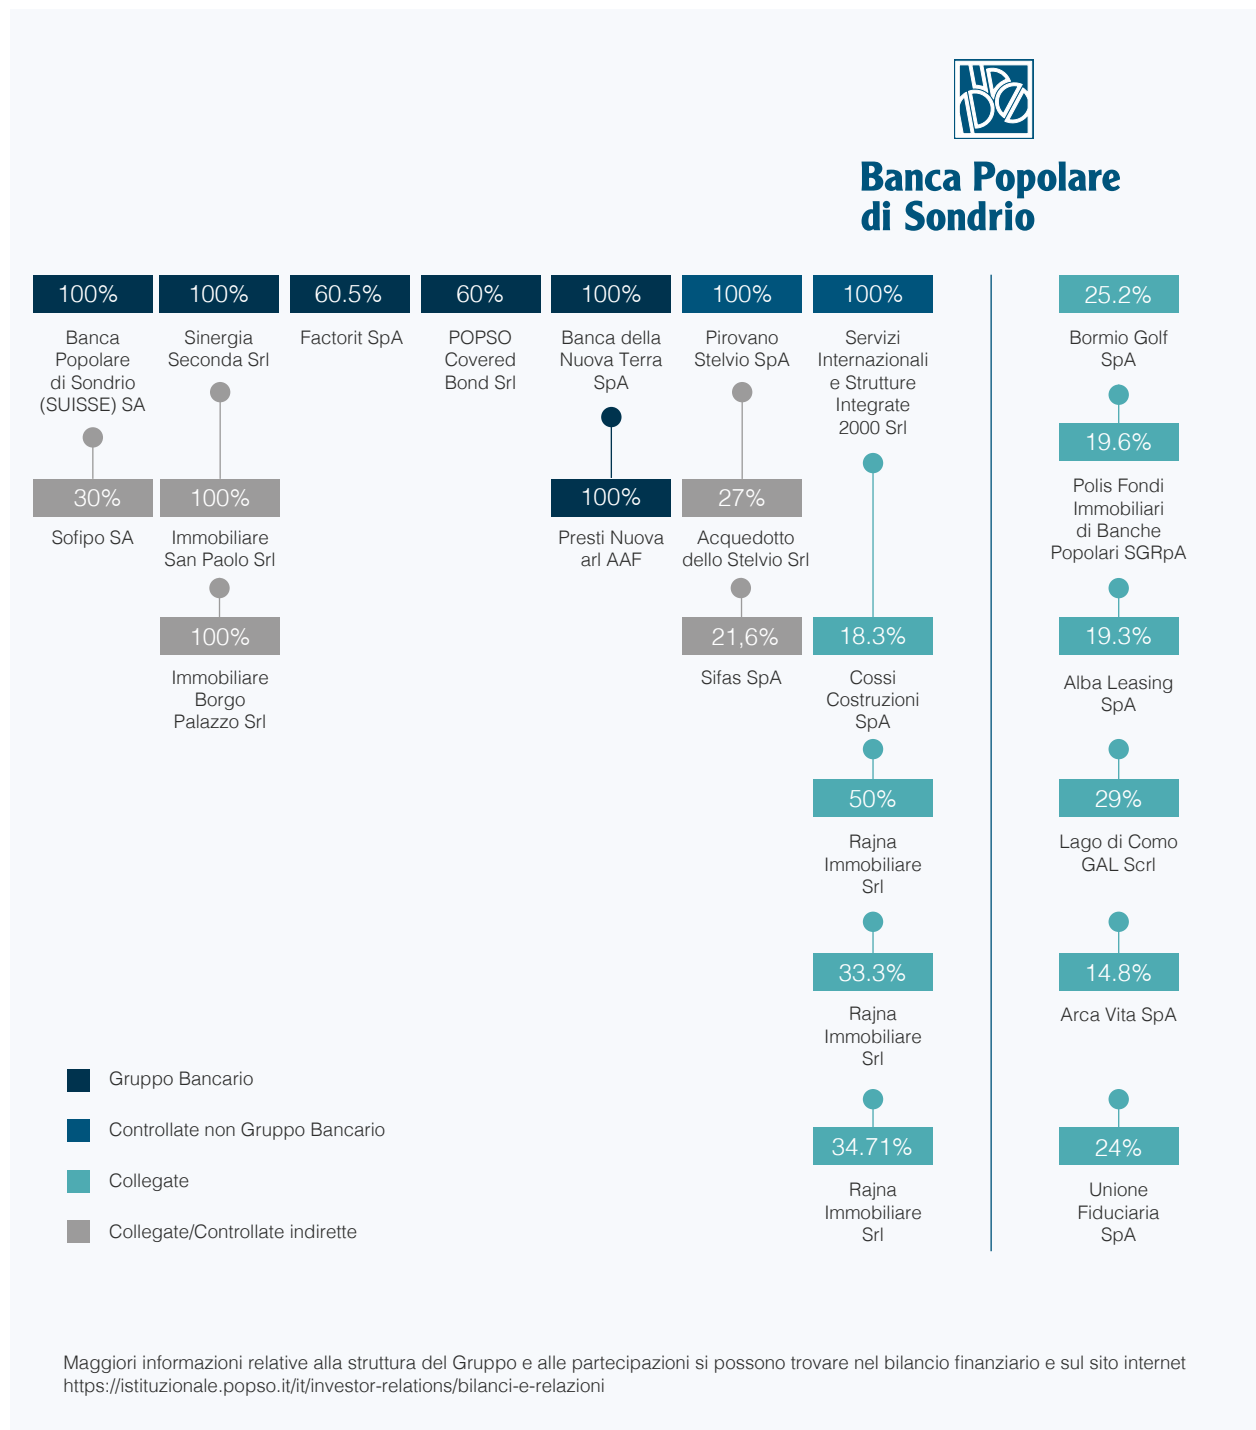 Banca Popolare
di Sondrio
100%
Banca
Popolare
di Sondrio
(SUISSE) SA
30%
Sofipo SA
100%
Sinergia
Seconda Srl
100%
Immobiliare
San Paolo Srl
100%
Immobiliare
Borgo
Palazzo Srl
60.5%
Factorit SpA
60%
POPSO
Covered
Bond Srl
100%
Banca della
Nuova Terra
SpA
100%
Presti Nuova
arl AAF
100%
Pirovano
Stelvio SpA
27%
Acquedotto
dello Stelvio Srl
21,6%
Sifas SpA
100%
Servizi
Internazionali
e Strutture
Integrate
2000 Srl
18.3%
Cossi
Costruzioni
SpA
50%
Rajna
Immobiliare
Srl
33.3%
Rajna
Immobiliare
Srl
34.71%
Rajna
Immobiliare
Srl
25.2%
Bormio Golf
SpA
19.6%
Polis Fondi
Immobiliari
di Banche
Popolari SGRpA
19.3%
Alba Leasing
SpA
29%
Lago di Como
GAL Scrl
14.8%
Arca Vita SpA
24%
Unione
Fiduciaria
SpA
Gruppo Bancario
Controllate non Gruppo Bancario
Collegate
Collegate/Controllate indirette
Maggiori informazioni relative alla struttura del Gruppo e alle partecipazioni si possono trovare nel bilancio finanziario e sul sito internet
https://istituzionale.popso.it/it/investor-relations/bilanci-e-relazioni